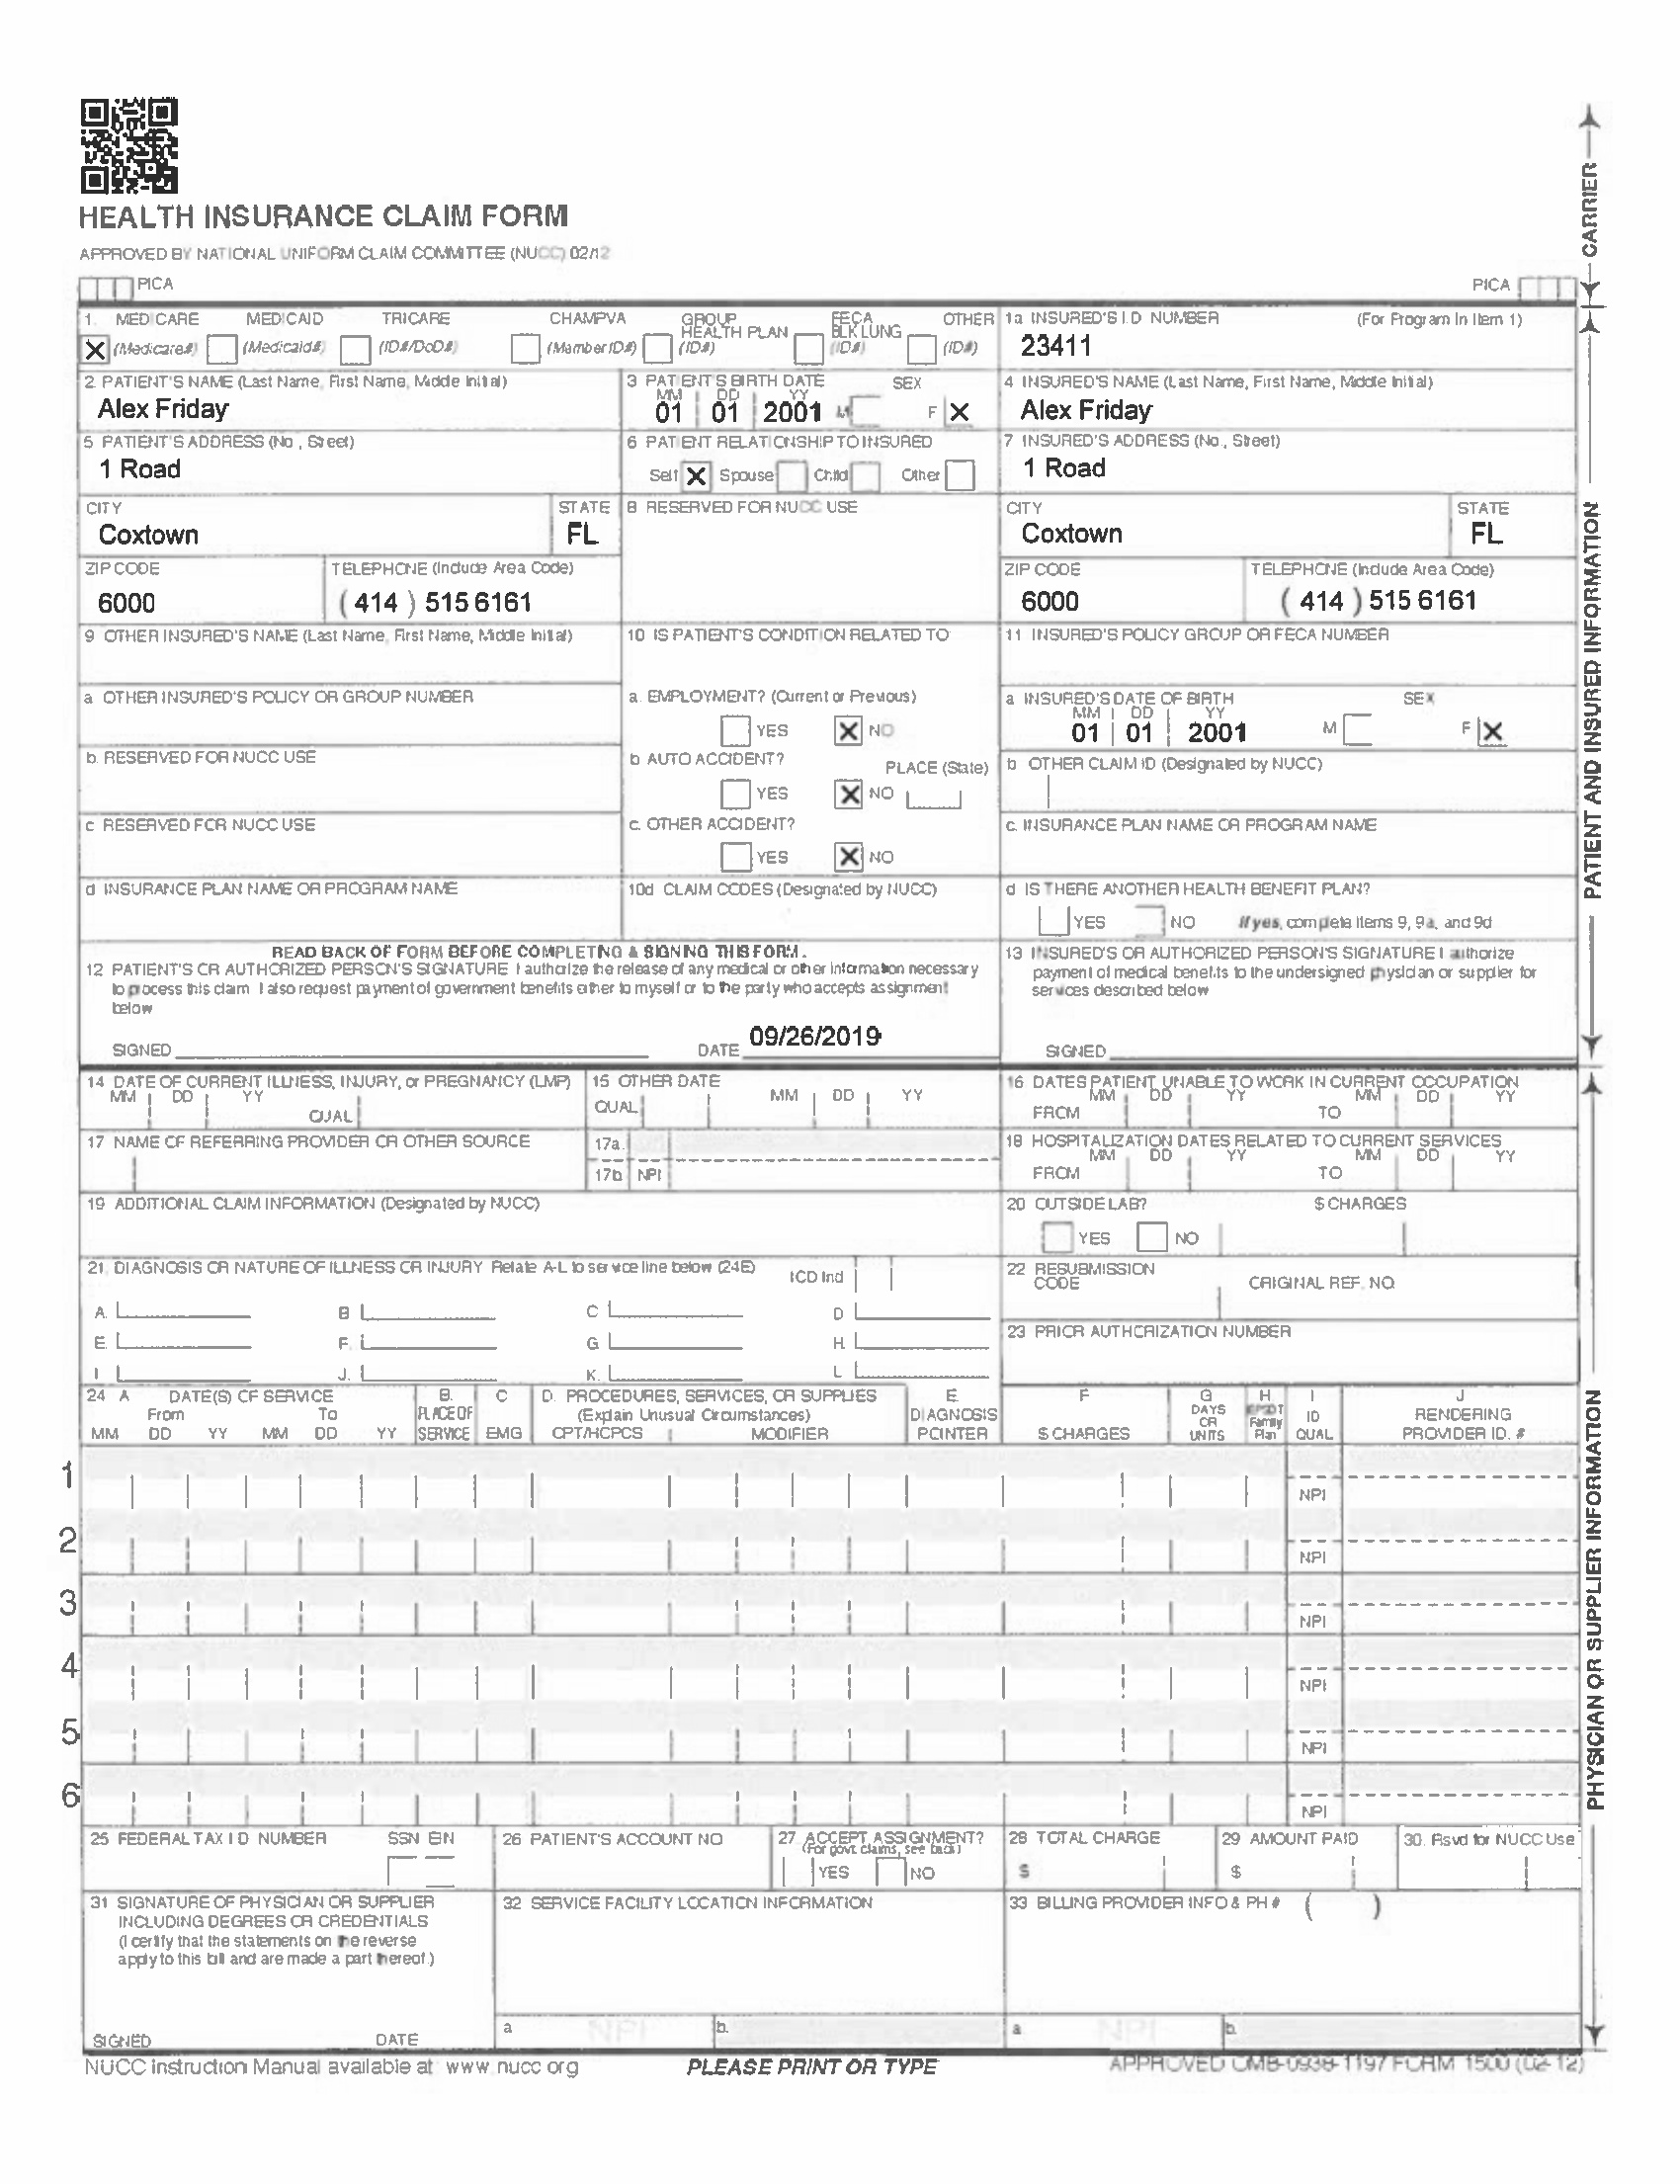 HEALTH INSURANCE CLAIM FORM
APPROVED BY NATIONAL UNIFORM CLAIM COMMITTEE (NUCC) 02/12
PICA PICA
CARRIER
1. MEDICARE MEDICAID TRICARE CHAMPVA GROUP HEALTH PLAN FECA BLK LUNG OTHER
X (Medicare#) (Medicaid#) (ID#/DoD#) (Member ID#) (ID#) (ID#) (ID#)
1a INSURED'S I.D NUMBER (For Program in Item 1)
23411
2 PATIENT'S NAME (Last Name, First Name, Middle Initial)
Alex Friday
3 PATIENT'S BIRTH DATE SEX
MM DD YY
01 01 2001 M F X
4 INSURED'S NAME (Last Name, First Name, Middle Initial)
Alex Friday
5 PATIENT'S ADDRESS (No., Street)
1 Road
6 PATIENT RELATIONSHIP TO INSURED
Self X Spouse Child Other
7 INSURED'S ADDRESS (No., Street)
1 Road
CITY STATE
Coxtown FL
8 RESERVED FOR NUCC USE
CITY STATE
Coxtown FL
ZIP CODE TELEPHONE (Include Area Code)
6000 (414) 515 6161
ZIP CODE TELEPHONE (Include Area Code)
6000 (414) 515 6161
9 OTHER INSURED'S NAME (Last Name, First Name, Middle Initial)
10 IS PATIENT'S CONDITION RELATED TO
11 INSURED'S POLICY GROUP OR FECA NUMBER
a OTHER INSURED'S POLICY OR GROUP NUMBER
a. EMPLOYMENT? (Current or Previous)
YES X NO
a INSURED'S DATE OF BIRTH SEX
MM DD YY
01 01 2001 M F X
b. RESERVED FOR NUCC USE
b AUTO ACCIDENT? PLACE (State)
YES X NO
b OTHER CLAIM ID (Designated by NUCC)
c RESERVED FOR NUCC USE
c. OTHER ACCIDENT?
YES X NO
c. INSURANCE PLAN NAME OR PROGRAM NAME
d INSURANCE PLAN NAME OR PROGRAM NAME
10d CLAIM CODES (Designated by NUCC)
d IS THERE ANOTHER HEALTH BENEFIT PLAN?
YES NO If yes, complete items 9, 9a, and 9d
READ BACK OF FORM BEFORE COMPLETING & SIGNING THIS FORM.
12 PATIENT'S OR AUTHORIZED PERSON'S SIGNATURE I authorize the release of any medical or other information necessary
to process this claim I also request payment of government benefits either to myself or to the party who accepts assignment
below
SIGNED DATE 09/26/2019
13 INSURED'S OR AUTHORIZED PERSON'S SIGNATURE I authorize
payment of medical benefits to the undersigned physician or supplier for
services described below
SIGNED
PATIENT AND INSURED INFORMATION
14 DATE OF CURRENT ILLNESS, INJURY, or PREGNANCY (LMP)
MM DD YY QUAL
15 OTHER DATE
QUAL MM DD YY
16 DATES PATIENT UNABLE TO WORK IN CURRENT OCCUPATION
MM DD YY MM DD YY
FROM TO
17 NAME OF REFERRING PROVIDER OR OTHER SOURCE
17a.
17b NPI
18 HOSPITALIZATION DATES RELATED TO CURRENT SERVICES
MM DD YY MM DD YY
FROM TO
19 ADDITIONAL CLAIM INFORMATION (Designated by NUCC)
20 OUTSIDE LAB? $ CHARGES
YES NO
21. DIAGNOSIS OR NATURE OF ILLNESS OR INJURY Relate A-L to service line below (24E) ICD Ind
A. B C D
E. F. G H.
I. J. K. L
22 RESUBMISSION CODE ORIGINAL REF. NO.
23 PRIOR AUTHORIZATION NUMBER
24 A DATE(S) OF SERVICE B. C D. PROCEDURES, SERVICES, OR SUPPLIES E. F G H I J
From To PLACE OF (Explain Unusual Circumstances) DIAGNOSIS DAYS OR EPSDT Family ID RENDERING
MM DD YY MM DD YY SERVICE EMG CPT/HCPCS MODIFIER POINTER $ CHARGES UNITS Plan QUAL PROVIDER ID. #
1 NPI
2 NPI
3 NPI
4 NPI
5 NPI
6 NPI
25 FEDERAL TAX I D NUMBER SSN EIN
26 PATIENT'S ACCOUNT NO
27 ACCEPT ASSIGNMENT?
(For govt. claims, see back)
YES NO
28 TOTAL CHARGE
$
29 AMOUNT PAID
$
30. Rsvd for NUCC Use
31 SIGNATURE OF PHYSICIAN OR SUPPLIER
INCLUDING DEGREES OR CREDENTIALS
(I certify that the statements on the reverse
apply to this bill and are made a part thereof.)
SIGNED DATE
32 SERVICE FACILITY LOCATION INFORMATION
a NPI b.
33 BILLING PROVIDER INFO & PH # ( )
a NPI b.
PHYSICIAN OR SUPPLIER INFORMATION
NUCC Instruction Manual available at www nucc org
PLEASE PRINT OR TYPE
APPROVED OMB-0938-1197 FORM 1500 (02-12)